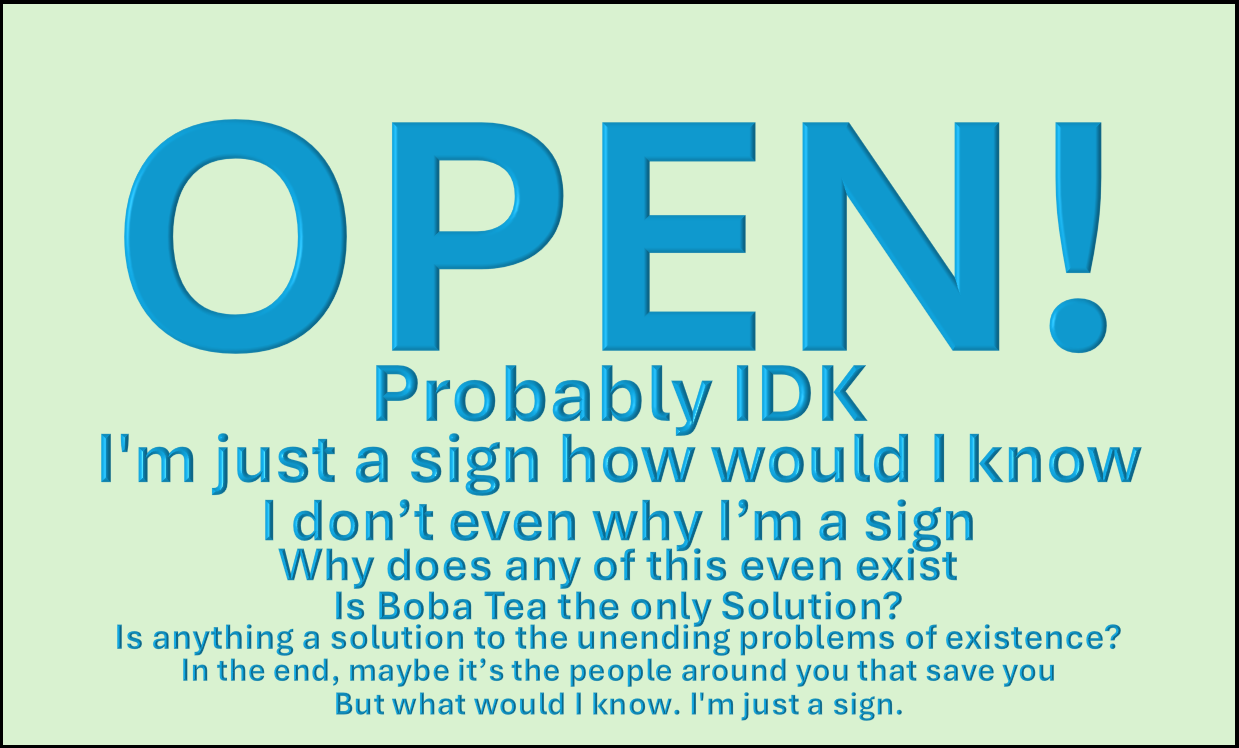 OPEN!
Probably IDK
I'm just a sign how would I know
I don’t even why I’m a sign
Why does any of this even exist
Is Boba Tea the only Solution?
Is anything a solution to the unending problems of existence?
In the end, maybe it’s the people around you that save you
But what would I know. I'm just a sign.